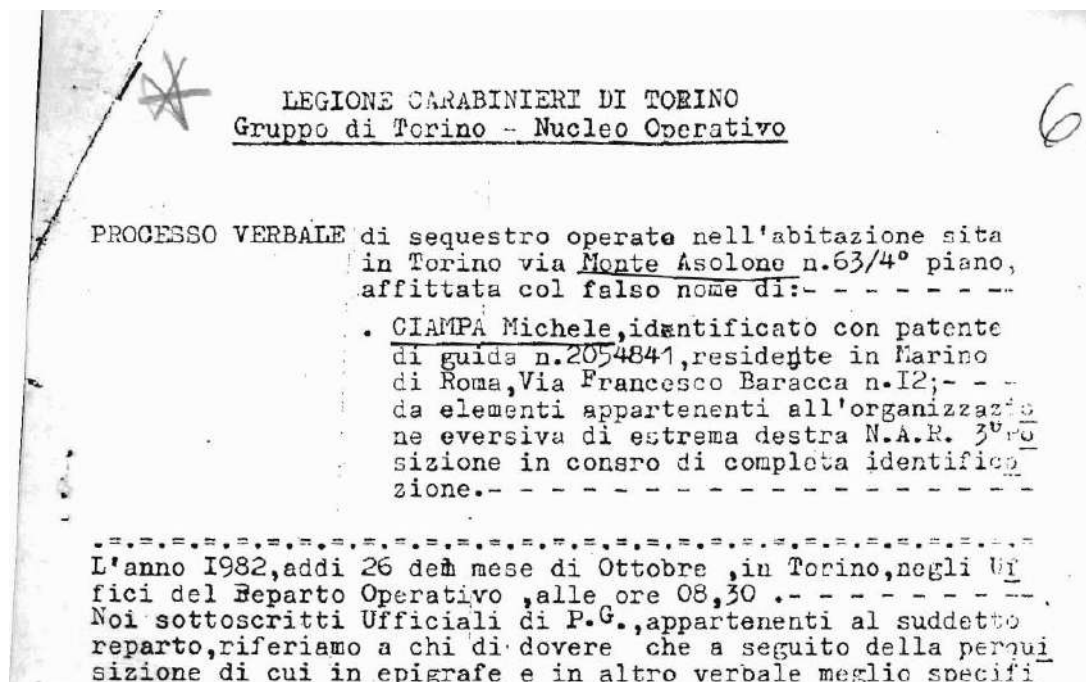 6
LEGIONE CARABINIERI DI TORINO
Gruppo di Torino - Nucleo Operativo
PROCESSO VERBALE di sequestro operato nell'abitazione sita
in Torino via Monte Asolone n.63/4° piano,
affittata col falso nome di:- - - - - - --
. CIAMPA Michele,identificato con patente
di guida n.2054841,residente in Marino
di Roma,Via Francesco Baracca n.I2;- - -
da elementi appartenenti all'organizzazio
ne eversiva di estrema destra N.A.R. 3°
sizione in consro di completa identifica
zione.- - - - - - - - - - - - - - - - - -
.=.=.=.=.=.=.=.=.=.=.=.=.=.=.=.=.=.=.=.=.=.=.=.=.-.=
L'anno I982,addi 26 del mese di Ottobre ,in Torino,negli Uf
fici del Reparto Operativo ,alle ore 08,30 .- - - - - - - --.
Noi sottoscritti Ufficiali di P.G.,appartenenti al suddetto
reparto,riferiamo a chi di dovere che a seguito della perqui
sizione di cui in epigrafe e in altro verbale meglio specifi